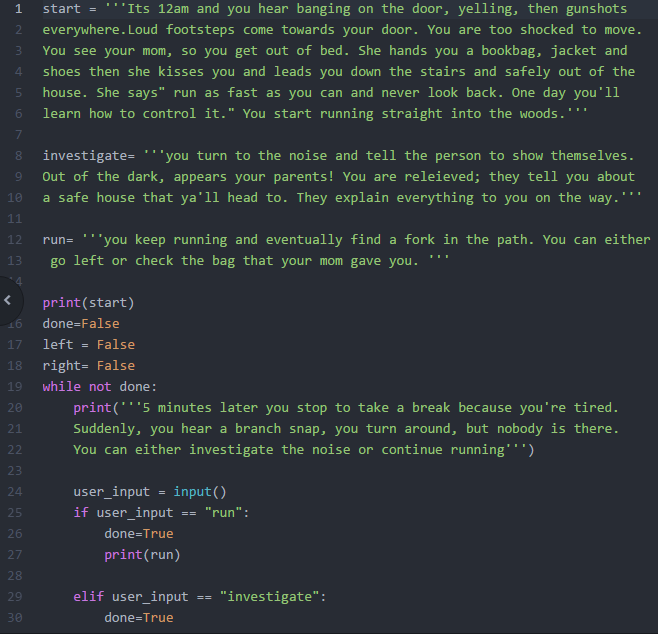 1 start = '''Its 12am and you hear banging on the door, yelling, then gunshots
2 everywhere.Loud footsteps come towards your door. You are too shocked to move.
3 You see your mom, so you get out of bed. She hands you a bookbag, jacket and
4 shoes then she kisses you and leads you down the stairs and safely out of the
5 house. She says" run as fast as you can and never look back. One day you'll
6 learn how to control it." You start running straight into the woods.'''
7
8 investigate= '''you turn to the noise and tell the person to show themselves.
9 Out of the dark, appears your parents! You are releieved; they tell you about
10 a safe house that ya'll head to. They explain everything to you on the way.'''
11
12 run= '''you keep running and eventually find a fork in the path. You can either
13  go left or check the bag that your mom gave you. '''
14
print(start)
16 done=False
17 left = False
18 right= False
19 while not done:
20     print('''5 minutes later you stop to take a break because you're tired.
21     Suddenly, you hear a branch snap, you turn around, but nobody is there.
22     You can either investigate the noise or continue running''')
23
24     user_input = input()
25     if user_input == "run":
26         done=True
27         print(run)
28
29     elif user_input == "investigate":
30         done=True